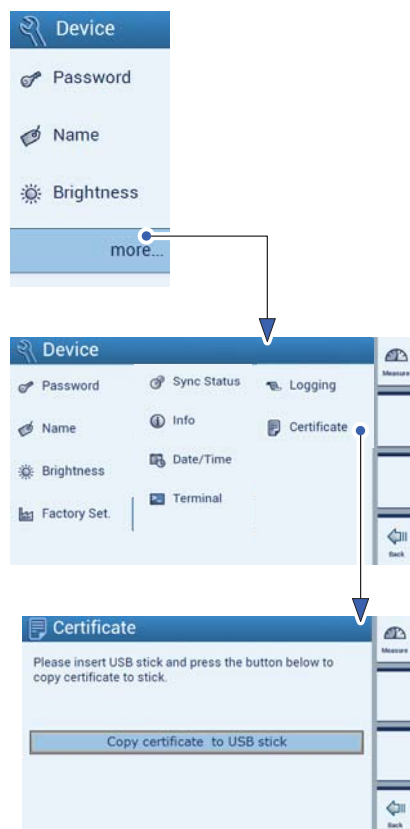 Device
Password
Name
Brightness
more...
Device
Password
Name
Brightness
Factory Set.
Sync Status
Info
Date/Time
Terminal
Logging
Certificate
Measure
Back
Certificate
Please insert USB stick and press the button below to
copy certificate to stick.
Copy certificate to USB stick
Measure
Back